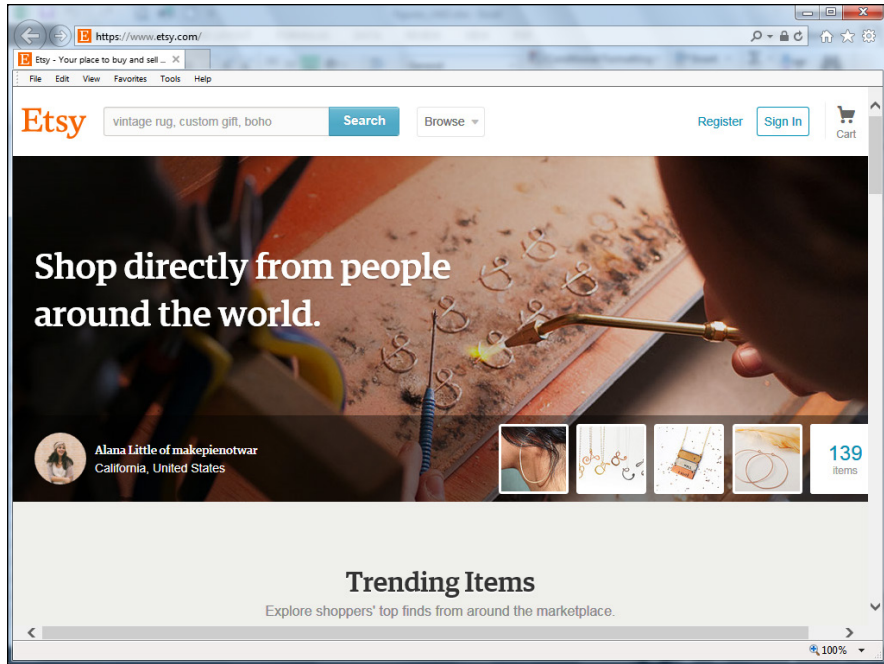 https://www.etsy.com/
Etsy - Your place to buy and sell ...
File Edit View Favorites Tools Help
Etsy
vintage rug, custom gift, boho
Search
Browse
Register
Sign In
Cart
Shop directly from people
around the world.
Alana Little of makepienotwar
California, United States
139
items
Trending Items
Explore shoppers' top finds from around the marketplace.
100%